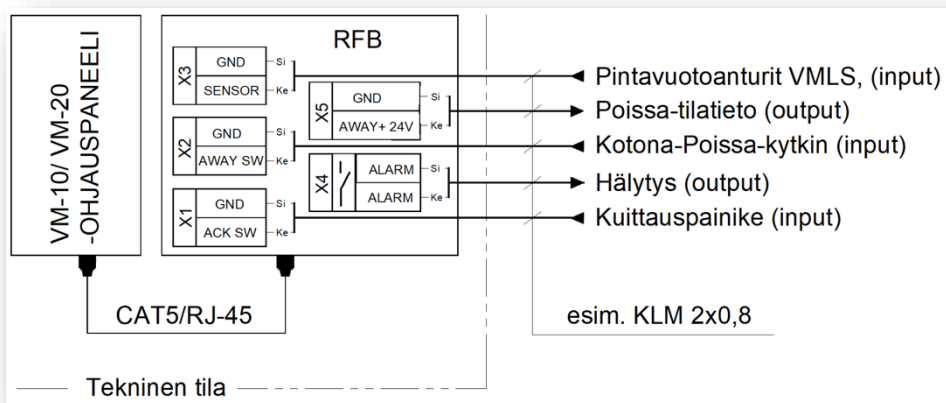 VM-10/ VM-20
-OHJAUSPANEELI
RFB
X3
GND
SENSOR
Si
Ke
X5
GND
AWAY+ 24V
Si
Ke
X2
GND
AWAY SW
Si
Ke
X4
ALARM
ALARM
Si
Ke
X1
GND
ACK SW
Si
Ke
Pintavuotoanturit VMLS, (input)
Poissa-tilatieto (output)
Kotona-Poissa-kytkin (input)
Hälytys (output)
Kuittauspainike (input)
CAT5/RJ-45
esim. KLM 2x0,8
Tekninen tila